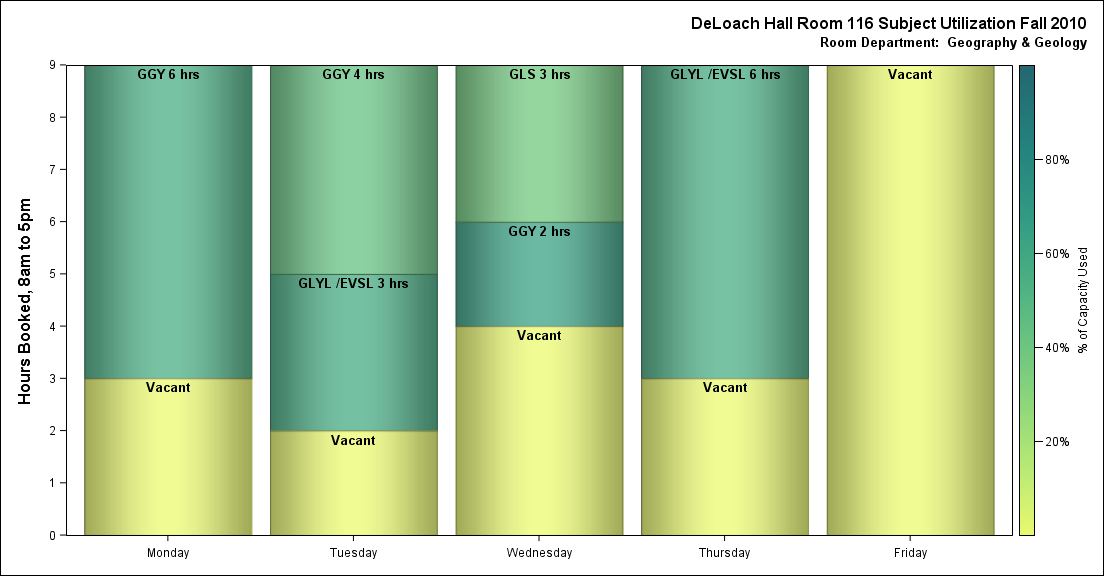 DeLoach Hall Room 116 Subject Utilization Fall 2010
Room Department:  Geography & Geology
Hours Booked, 8am to 5pm
9
8
7
6
5
4
3
2
1
0
GGY 6 hrs
Vacant
GGY 4 hrs
GLYL /EVSL 3 hrs
Vacant
GLS 3 hrs
GGY 2 hrs
Vacant
GLYL /EVSL 6 hrs
Vacant
Vacant
Monday
Tuesday
Wednesday
Thursday
Friday
80%
60%
40%
20%
% of Capacity Used